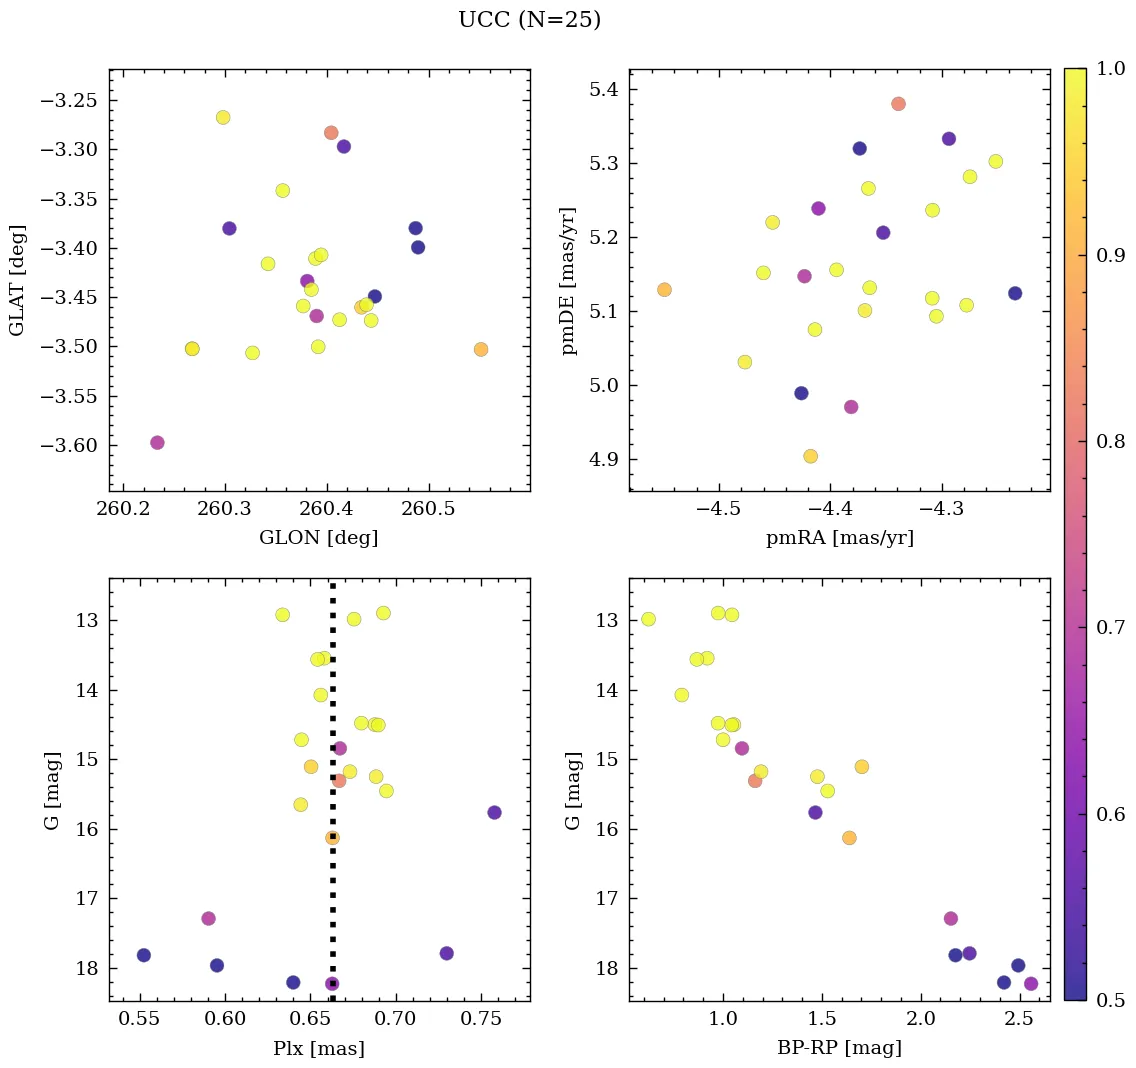 UCC (N=25)
−3.25
−3.30
−3.35
−3.40
−3.45
−3.50
−3.55
−3.60
GLAT [deg]
260.2 260.3 260.4 260.5
GLON [deg]
5.4
5.3
5.2
5.1
5.0
4.9
pmDE [mas/yr]
−4.5 −4.4 −4.3
pmRA [mas/yr]
13
14
15
16
17
18
G [mag]
0.55 0.60 0.65 0.70 0.75
Plx [mas]
13
14
15
16
17
18
G [mag]
1.0 1.5 2.0 2.5
BP-RP [mag]
1.0
0.9
0.8
0.7
0.6
0.5